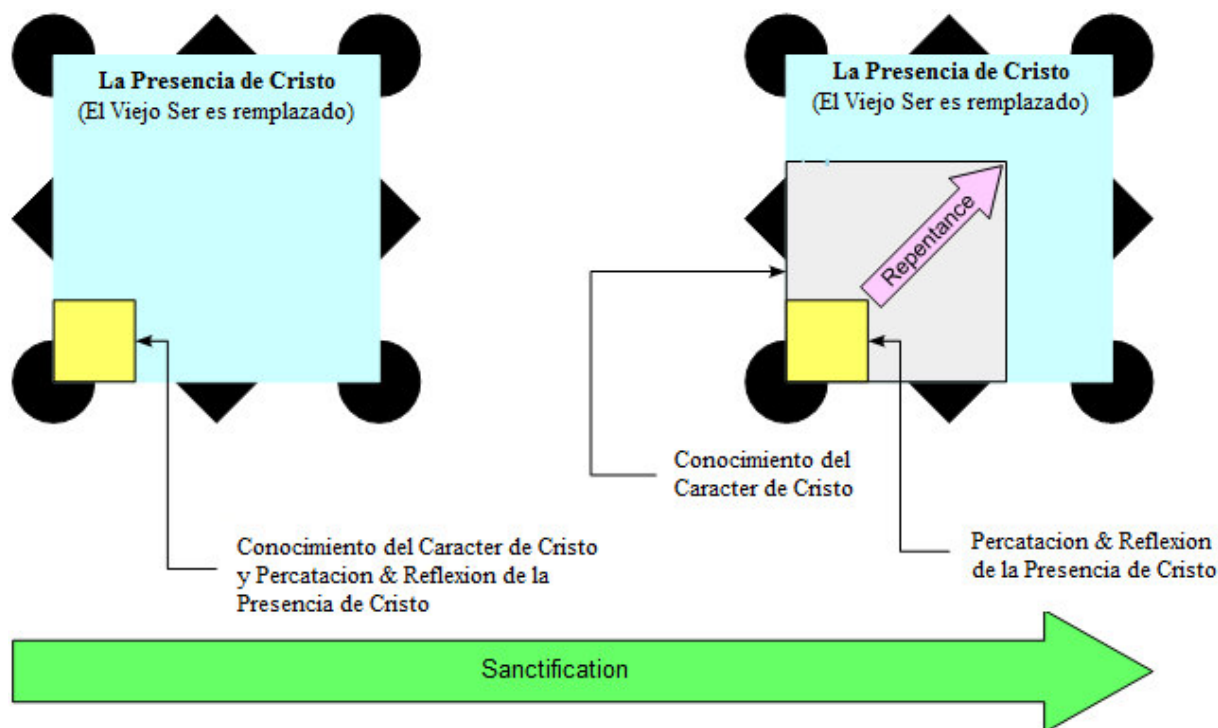 La Presencia de Cristo
(El Viejo Ser es remplazado)
La Presencia de Cristo
(El Viejo Ser es remplazado)
Repentance
Conocimiento del
Caracter de Cristo
Conocimiento del Caracter de Cristo
y Percatacion & Reflexion de la
Presencia de Cristo
Percatacion & Reflexion
de la Presencia de Cristo
Sanctification